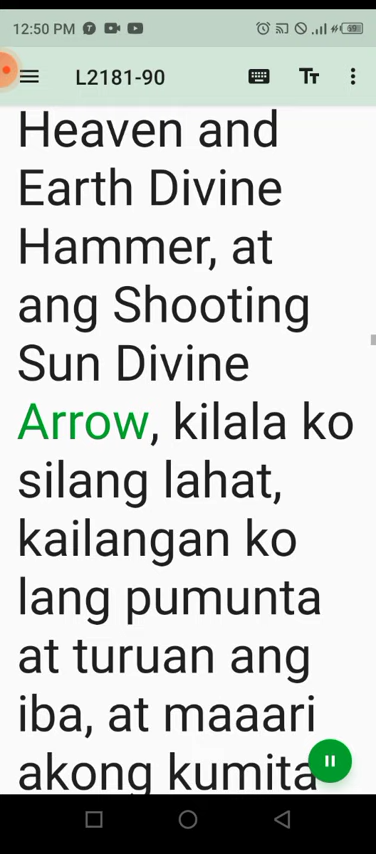 12:50 PM
L2181-90
Heaven and
Earth Divine
Hammer, at
ang Shooting
Sun Divine
Arrow, kilala ko
silang lahat,
kailangan ko
lang pumunta
at turuan ang
iba, at maaari
akong kumita